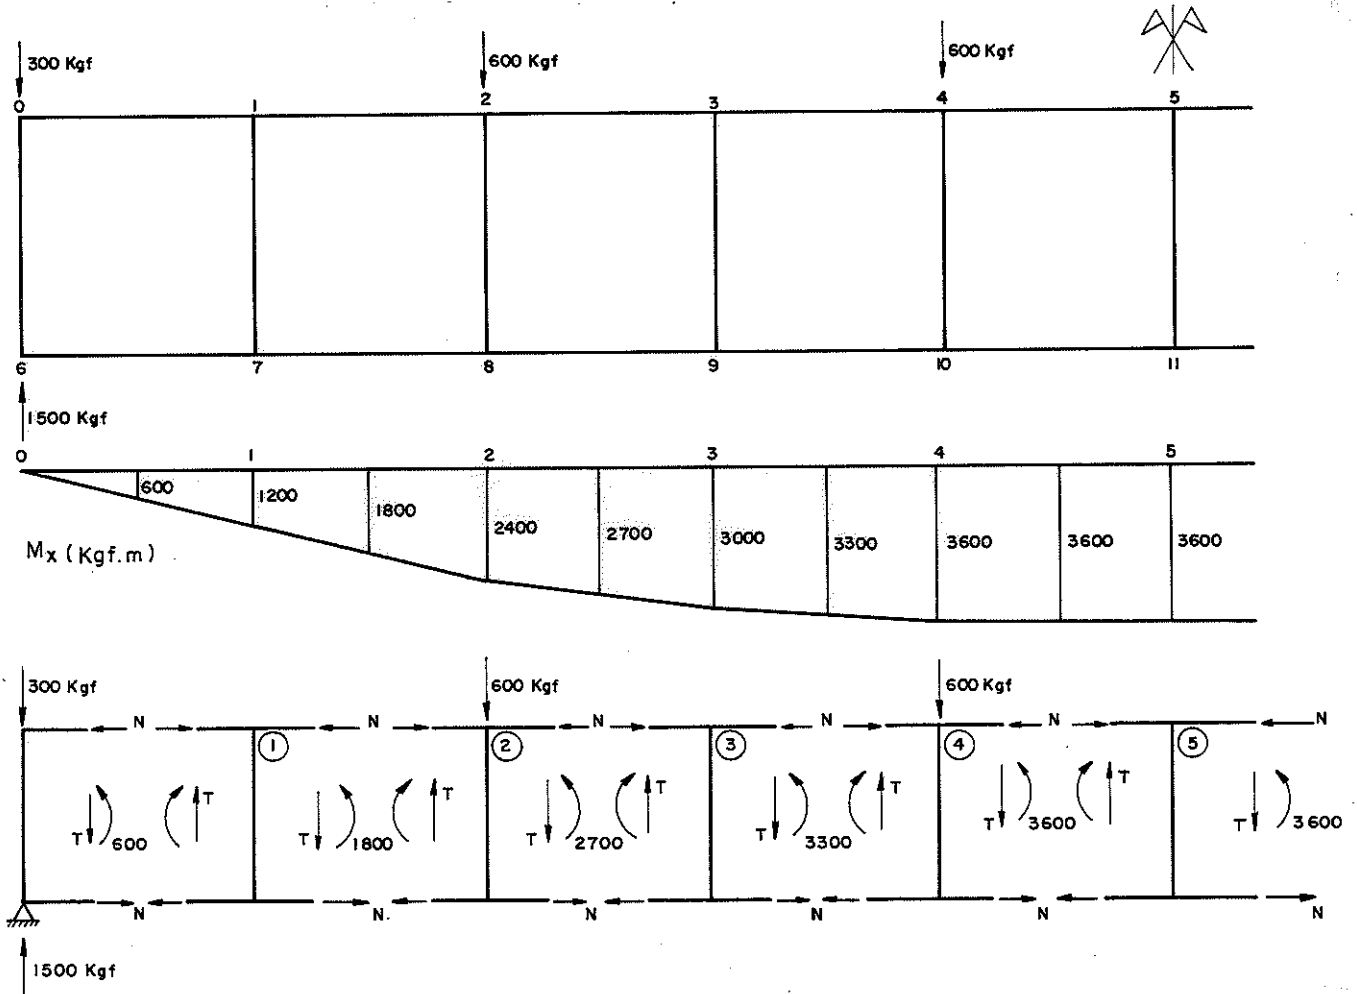 300 Kgf
600 Kgf
600 Kgf
0 1 2 3 4 5
6 7 8 9 10 11
1500 Kgf
0 1 2 3 4 5
600 1200 1800 2400 2700 3000 3300 3600 3600 3600
Mx (Kgf.m)
300 Kgf
600 Kgf
600 Kgf
N N N N N N
1 2 3 4 5
T 600 T T 1800 T T 2700 T T 3300 T T 3600 T T 3600
N N. N N N N
1500 Kgf